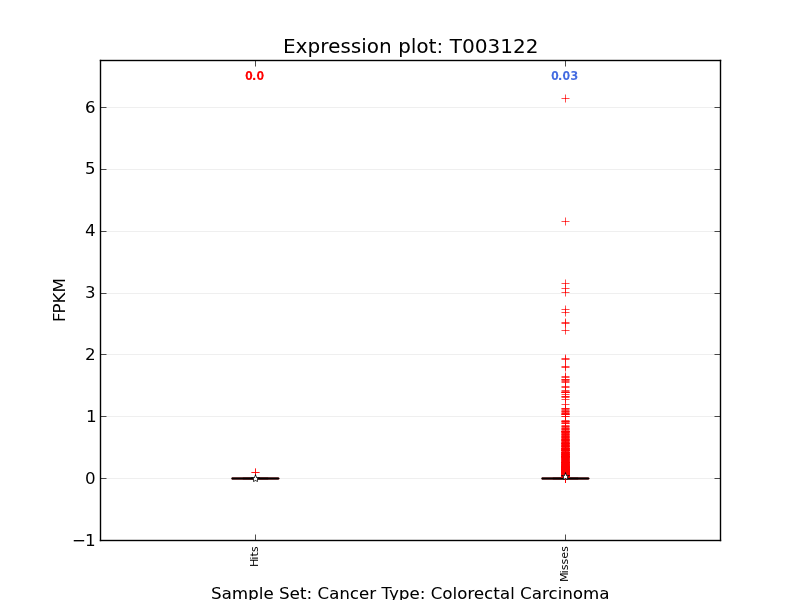 Expression plot: T003122
0.0 0.03
6
5
4
3
2
1
0
−1
FPKM
Hits Misses
Sample Set: Cancer Type: Colorectal Carcinoma